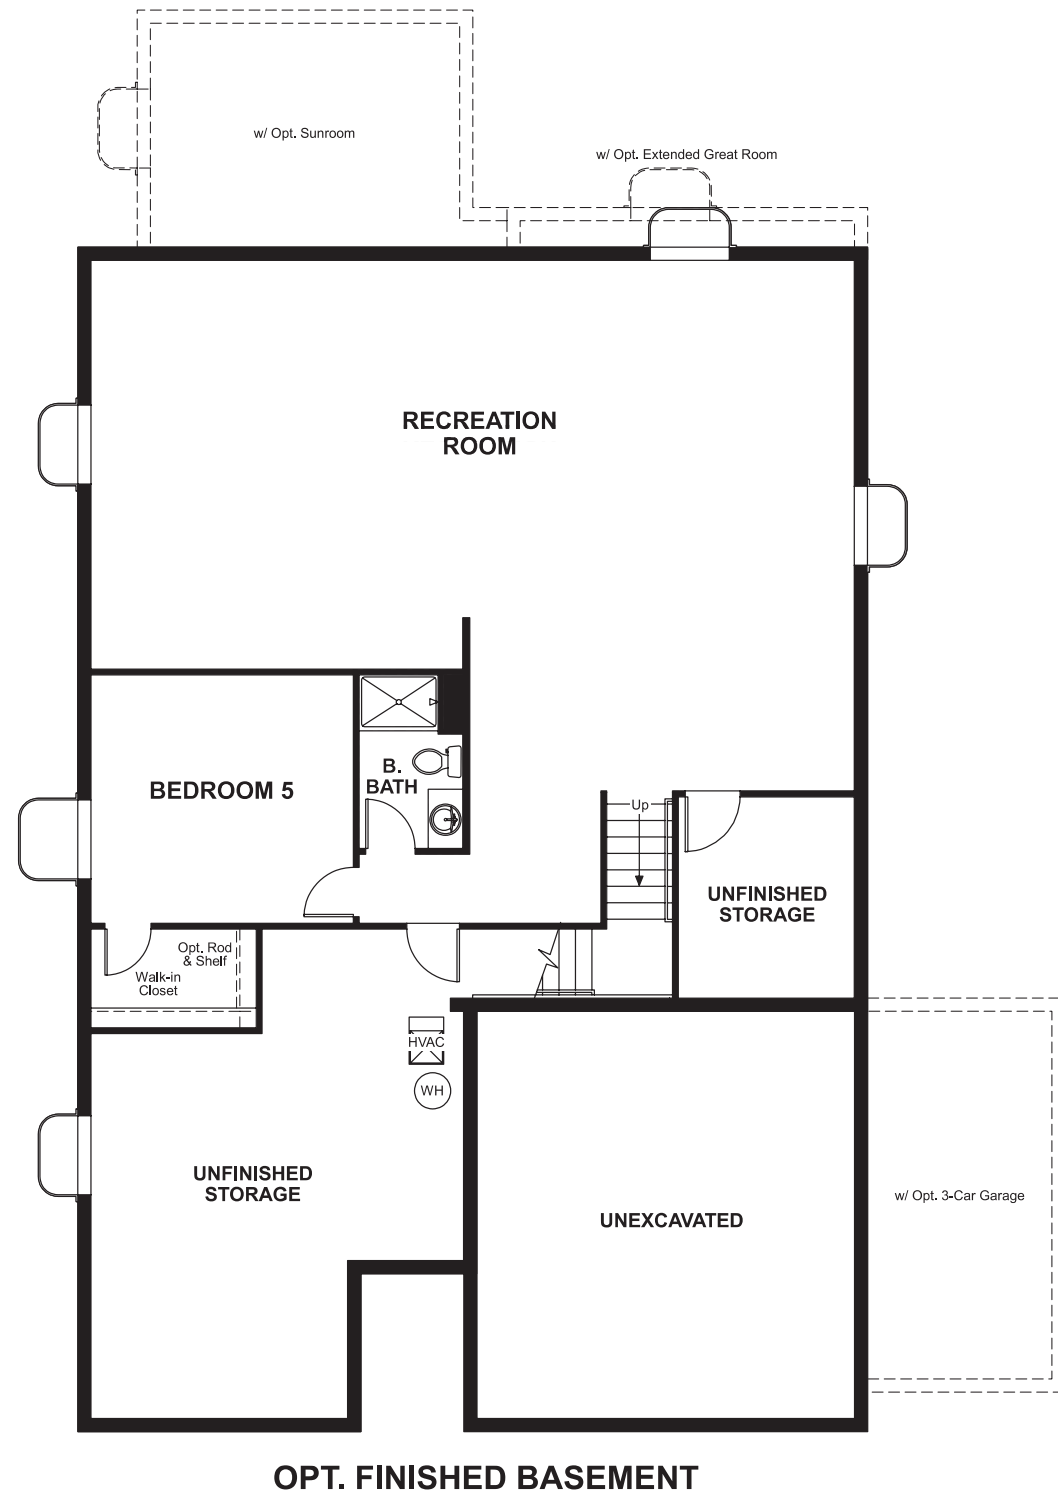 w/ Opt. Sunroom
w/ Opt. Extended Great Room
RECREATION
ROOM
B.
BATH
BEDROOM 5
Up
UNFINISHED
STORAGE
Opt. Rod
& Shelf
Walk-in
Closet
HVAC
WH
UNFINISHED
STORAGE
w/ Opt. 3-Car Garage
UNEXCAVATED
OPT. FINISHED BASEMENT